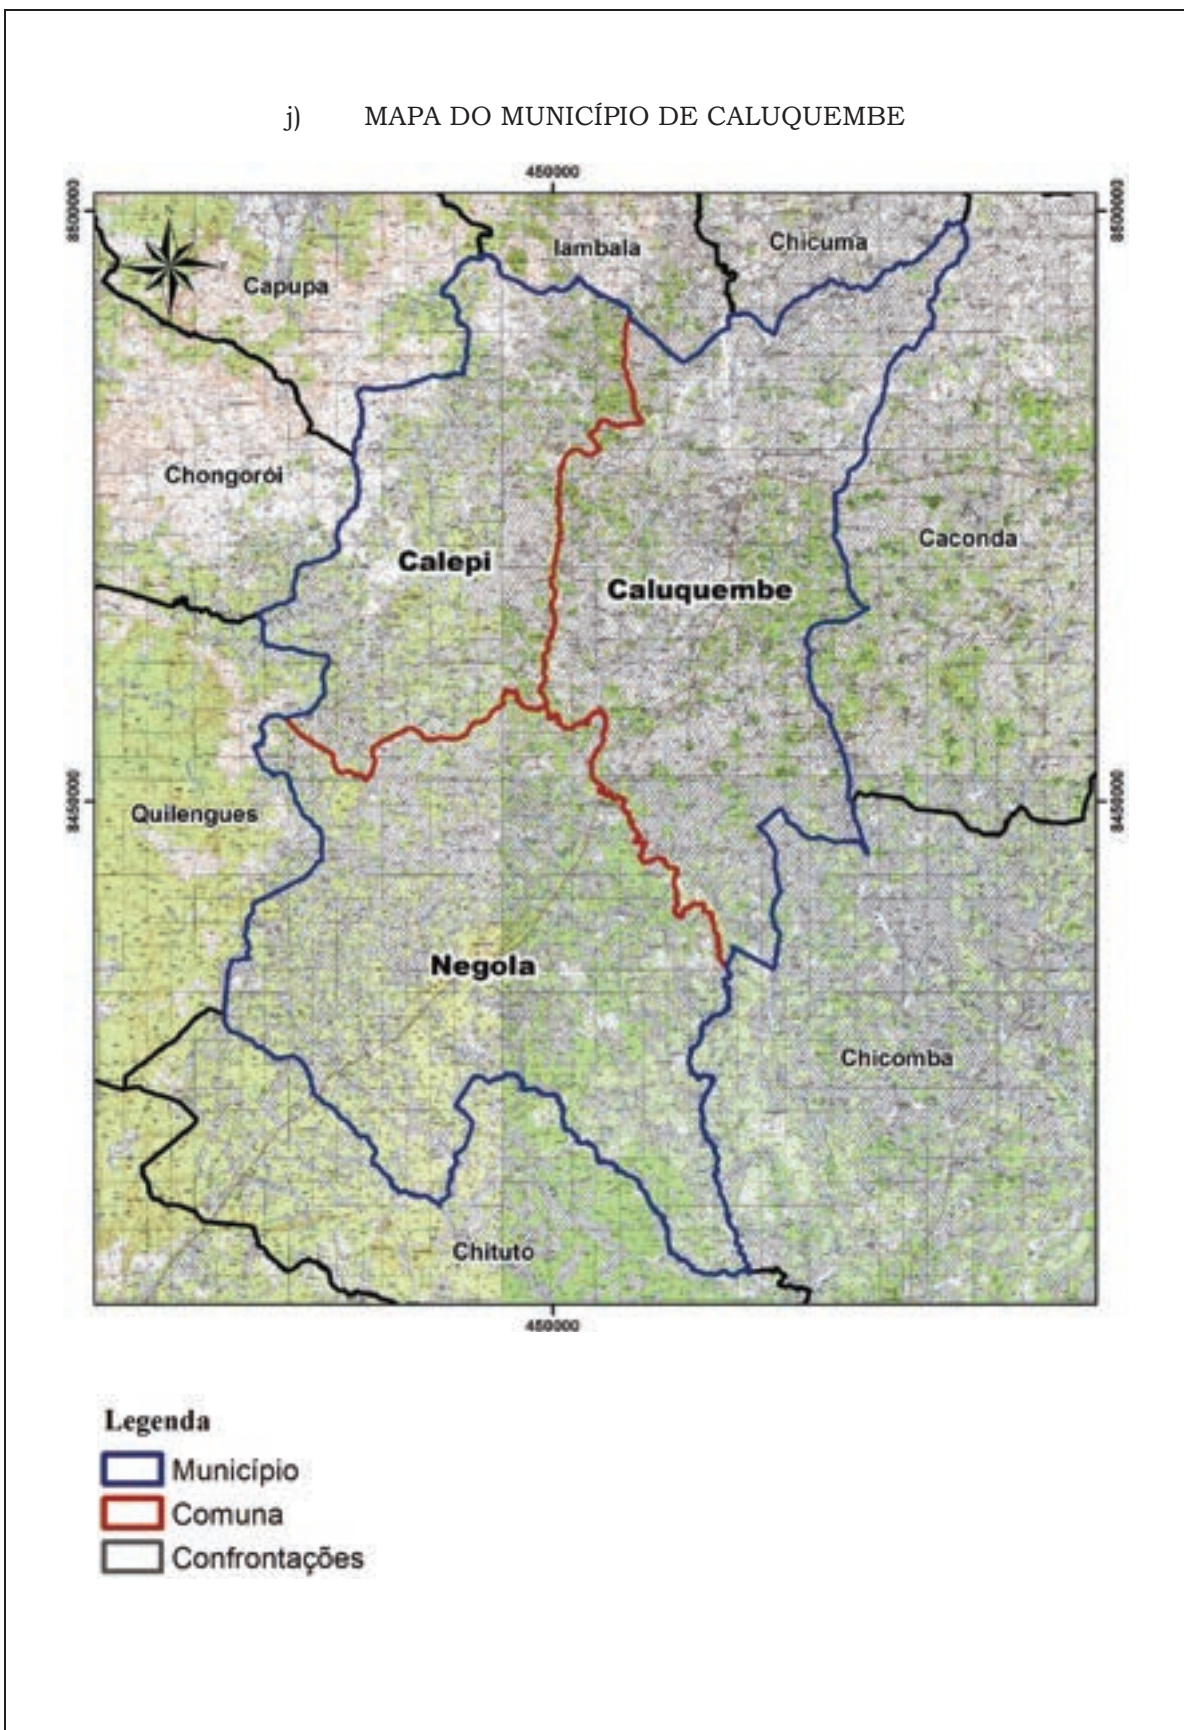 j) MAPA DO MUNICÍPIO DE CALUQUEMBE
450000
8500000
8500000
Iambala
Chicuma
Capupa
Chongorói
Caconda
Calepi
Caluquembe
8450000
8450000
Quilengues
Negola
Chicomba
Chituto
450000
Legenda
Município
Comuna
Confrontações